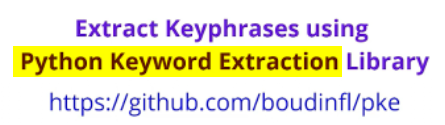 Extract Keyphrases using
Python Keyword Extraction Library
https://github.com/boudinfl/pke